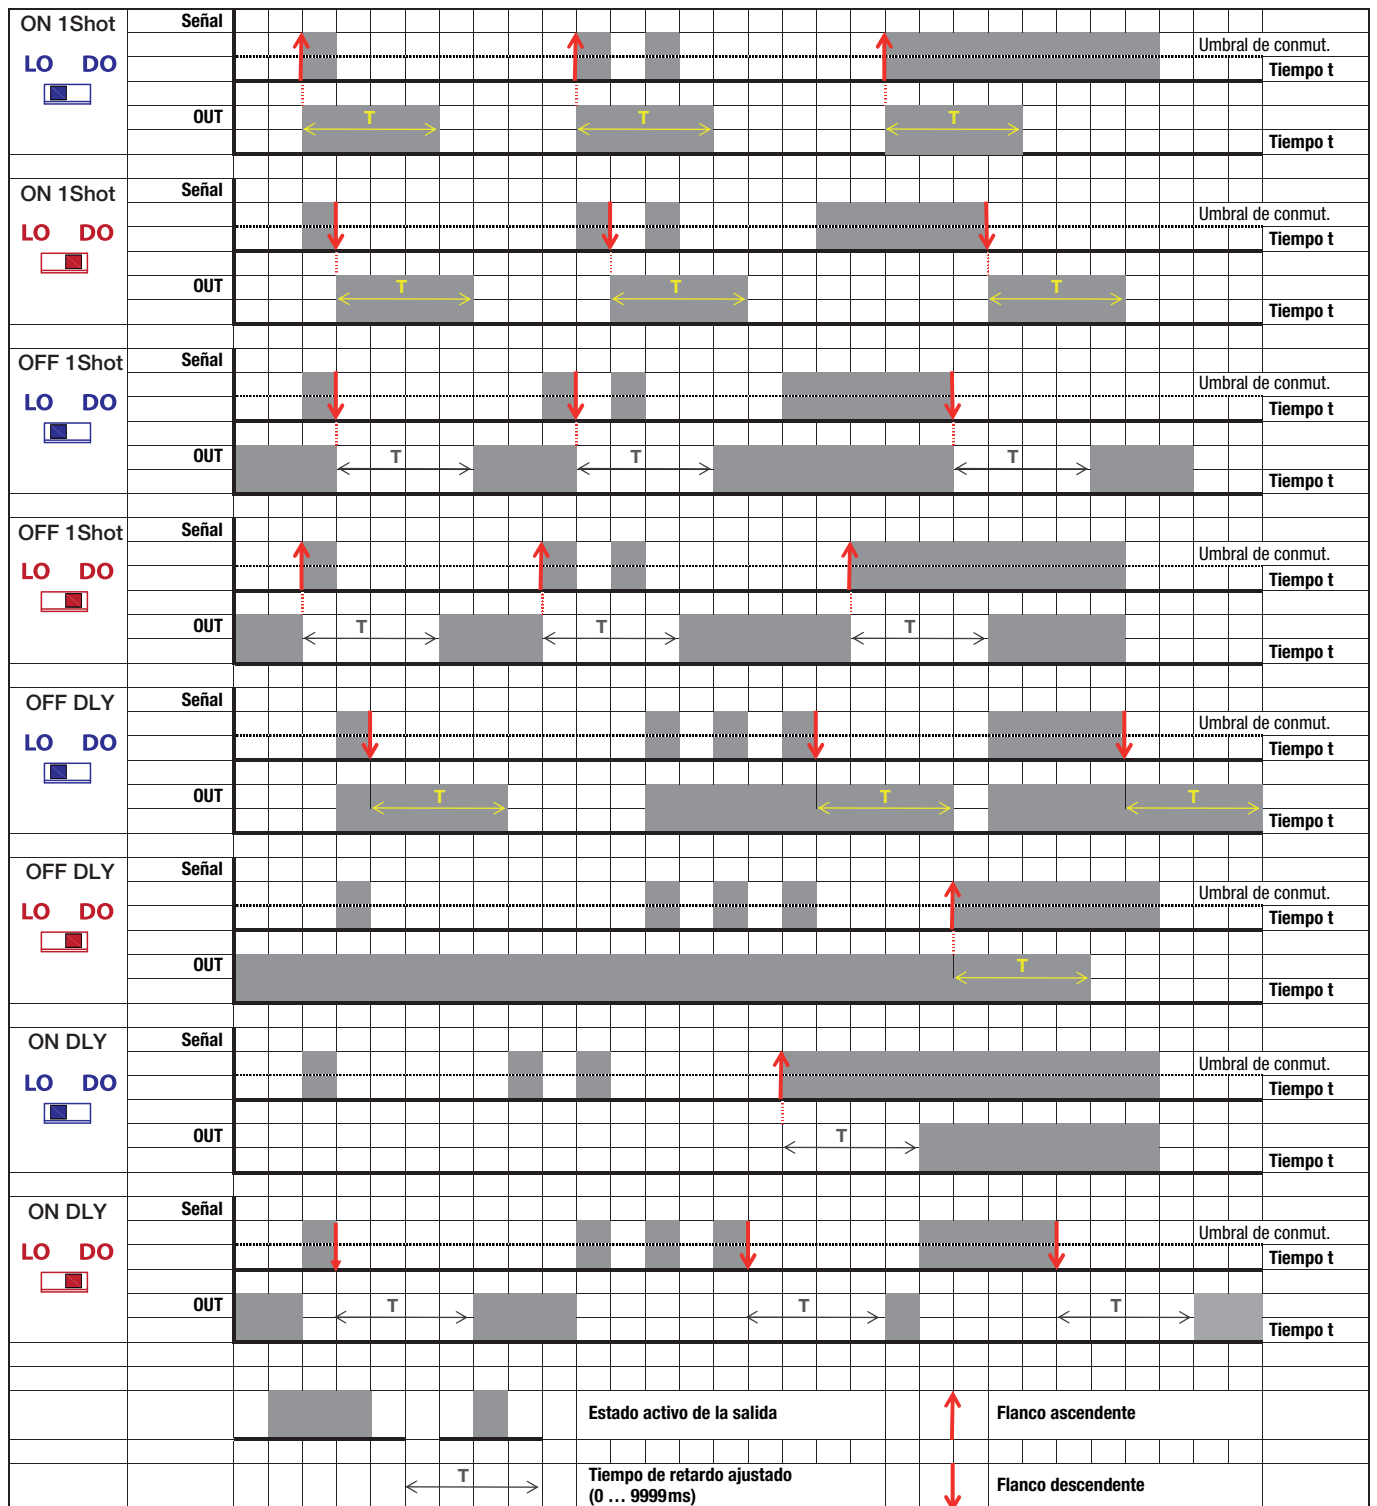 ON 1Shot
Señal
Umbral de conmut.
LO DO
Tiempo t
OUT
T T T
Tiempo t
ON 1Shot
Señal
Umbral de conmut.
LO DO
Tiempo t
OUT
T T T
Tiempo t
OFF 1Shot
Señal
Umbral de conmut.
LO DO
Tiempo t
OUT
T T T
Tiempo t
OFF 1Shot
Señal
Umbral de conmut.
LO DO
Tiempo t
OUT
T T T
Tiempo t
OFF DLY
Señal
Umbral de conmut.
LO DO
Tiempo t
OUT
T T T
Tiempo t
OFF DLY
Señal
Umbral de conmut.
LO DO
Tiempo t
OUT
T
Tiempo t
ON DLY
Señal
Umbral de conmut.
LO DO
Tiempo t
OUT
T
Tiempo t
ON DLY
Señal
Umbral de conmut.
LO DO
Tiempo t
OUT
T T T
Tiempo t
Estado activo de la salida
Flanco ascendente
T
Tiempo de retardo ajustado
(0 … 9999ms)
Flanco descendente